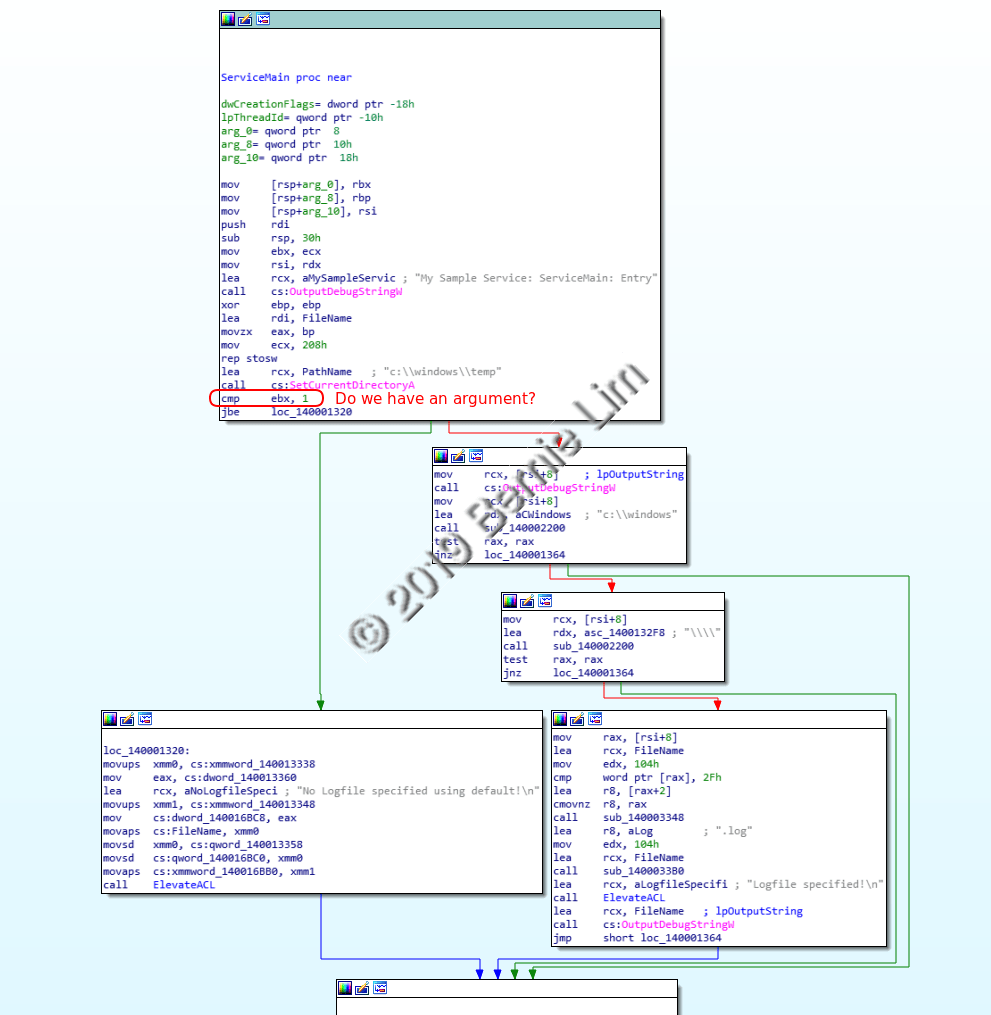 ServiceMain proc near
dwCreationFlags= dword ptr -18h
lpThreadId= qword ptr -10h
arg_0= qword ptr  8
arg_8= qword ptr  10h
arg_10= qword ptr  18h
mov     [rsp+arg_0], rbx
mov     [rsp+arg_8], rbp
mov     [rsp+arg_10], rsi
push    rdi
sub     rsp, 30h
mov     ebx, ecx
mov     rsi, rdx
lea     rcx, aMySampleServic ; "My Sample Service: ServiceMain: Entry"
call    cs:OutputDebugStringW
xor     ebp, ebp
lea     rdi, FileName
movzx   eax, bp
mov     ecx, 208h
rep stosw
lea     rcx, PathName   ; "c:\\windows\\temp"
call    cs:SetCurrentDirectoryA
cmp     ebx, 1
Do we have an argument?
jbe     loc_140001320
mov     rcx, [rsi+8]    ; lpOutputString
call    cs:OutputDebugStringW
mov     rcx, [rsi+8]
lea     rdx, aCWindows  ; "c:\\windows"
call    sub_140002200
test    rax, rax
jnz     loc_140001364
mov     rcx, [rsi+8]
lea     rdx, asc_1400132F8 ; "\\\\"
call    sub_140002200
test    rax, rax
jnz     loc_140001364
loc_140001320:
movups  xmm0, cs:xmmword_140013338
mov     eax, cs:dword_140013360
lea     rcx, aNoLogfileSpeci ; "No Logfile specified using default!\n"
movups  xmm1, cs:xmmword_140013348
mov     cs:dword_140016BC8, eax
movaps  cs:FileName, xmm0
movsd   xmm0, cs:qword_140013358
movsd   cs:qword_140016BC0, xmm0
movaps  cs:xmmword_140016BB0, xmm1
call    ElevateACL
mov     rax, [rsi+8]
lea     rcx, FileName
mov     edx, 104h
cmp     word ptr [rax], 2Fh
lea     r8, [rax+2]
cmovnz  r8, rax
call    sub_140003348
lea     r8, aLog        ; ".log"
mov     edx, 104h
lea     rcx, FileName
call    sub_1400033B0
lea     rcx, aLogfileSpecifi ; "Logfile specified!\n"
call    ElevateACL
lea     rcx, FileName   ; lpOutputString
call    cs:OutputDebugStringW
jmp     short loc_140001364
© 2019 Bernie Lim